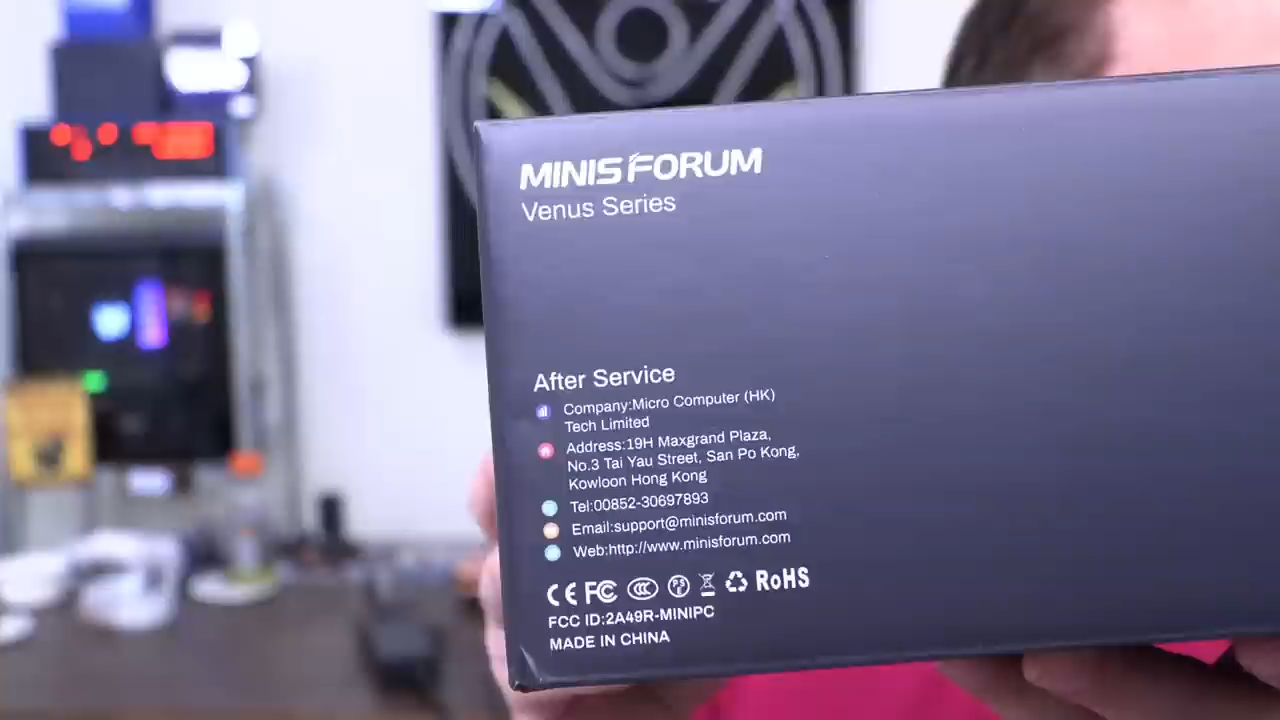 MINISFORUM
Venus Series
After Service
Company:Micro Computer (HK)
Tech Limited
Address:19H Maxgrand Plaza,
No.3 Tai Yau Street, San Po Kong,
Kowloon Hong Kong
Tel:00852-30697893
Email:support@minisforum.com
Web:http://www.minisforum.com
CE FC CCC PSE RoHS
FCC ID:2A49R-MINIPC
MADE IN CHINA